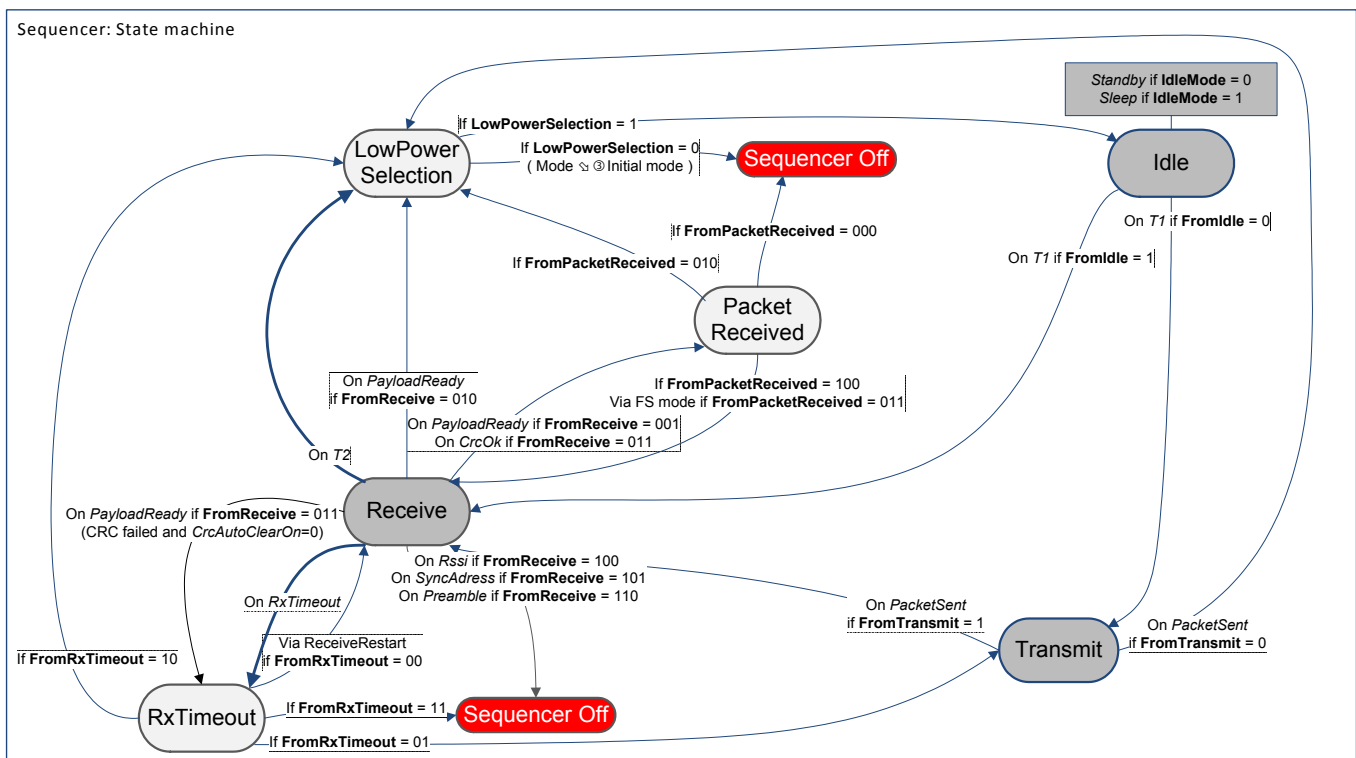 Sequencer: State machine
Standby if IdleMode = 0
Sleep if IdleMode = 1
If LowPowerSelection = 1
LowPower
Selection
If LowPowerSelection = 0
( Mode ⇘ ③ Initial mode )
Sequencer Off
Idle
On T1 if FromIdle = 0
If FromPacketReceived = 000
On T1 if FromIdle = 1
If FromPacketReceived = 010
Packet
Received
On PayloadReady
if FromReceive = 010
If FromPacketReceived = 100
Via FS mode if FromPacketReceived = 011
On PayloadReady if FromReceive = 001
On CrcOk if FromReceive = 011
On T2
Receive
On PayloadReady if FromReceive = 011
(CRC failed and CrcAutoClearOn=0)
On Rssi if FromReceive = 100
On SyncAdress if FromReceive = 101
On Preamble if FromReceive = 110
On RxTimeout
On PacketSent
if FromTransmit = 1
On PacketSent
if FromTransmit = 0
Via ReceiveRestart
if FromRxTimeout = 00
Transmit
If FromRxTimeout = 10
RxTimeout
If FromRxTimeout = 11
Sequencer Off
If FromRxTimeout = 01